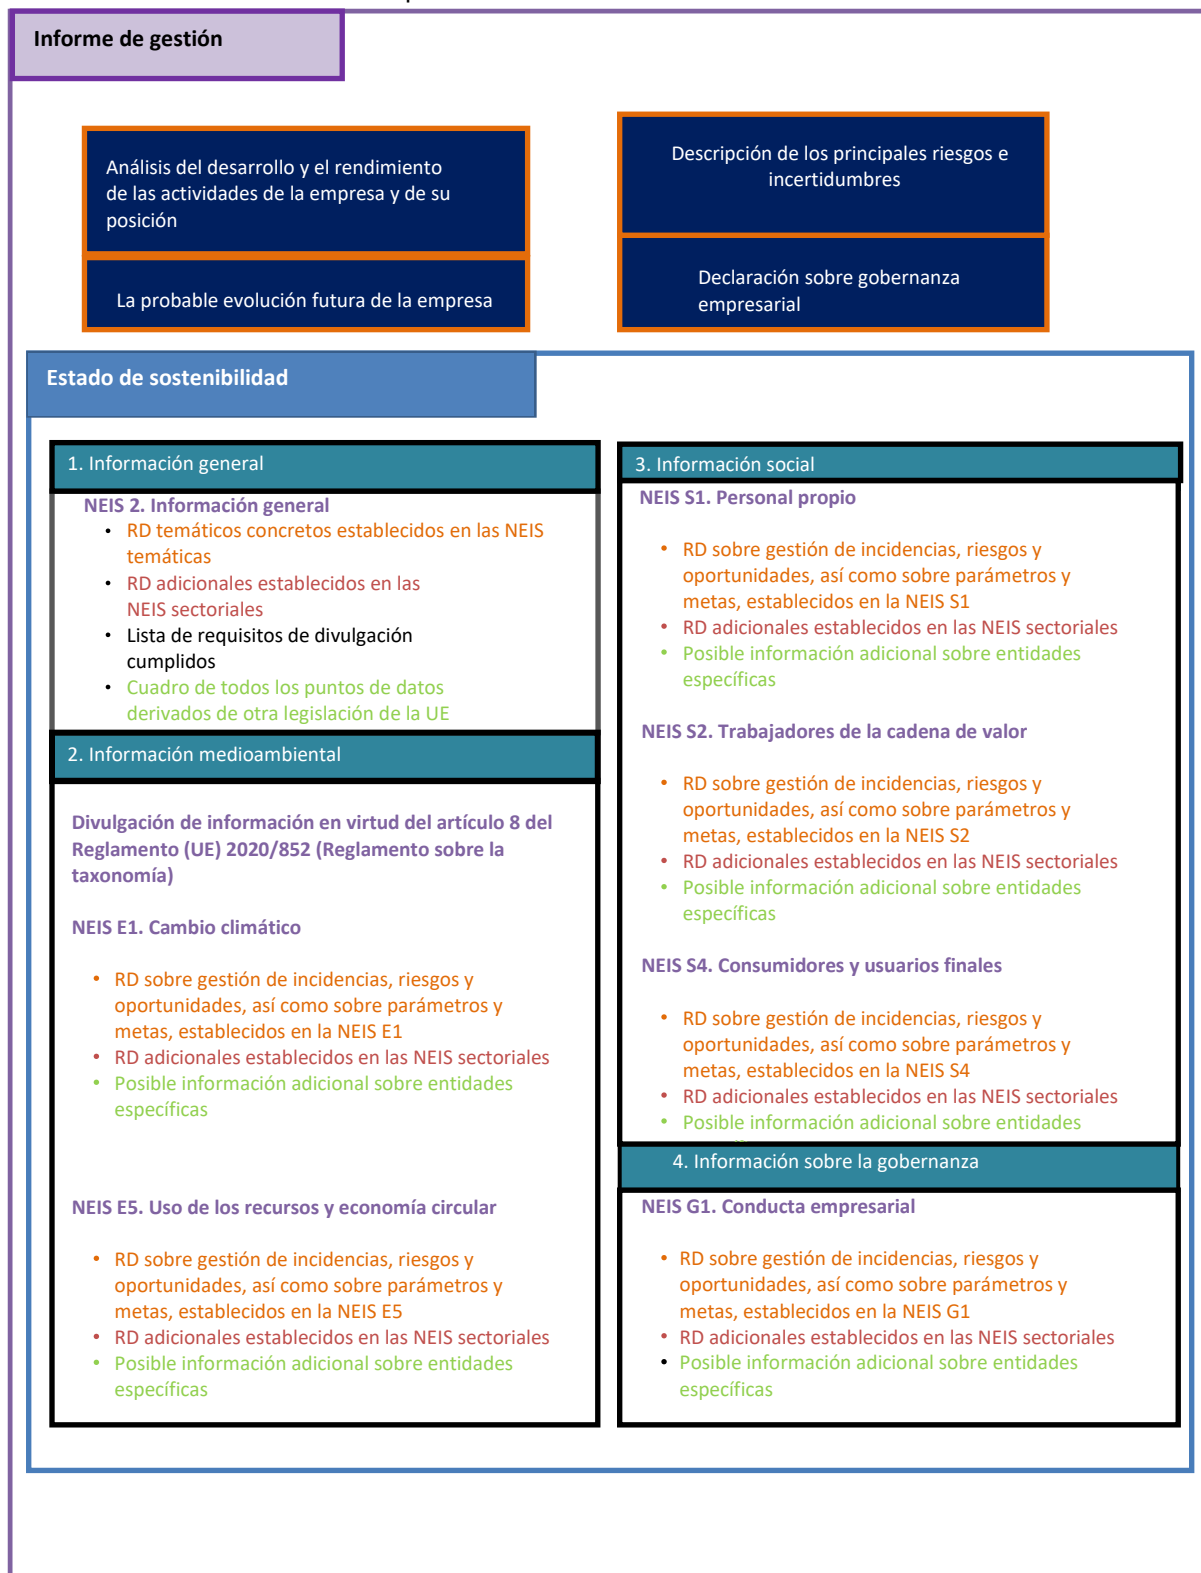 Informe de gestión
Análisis del desarrollo y el rendimiento
de las actividades de la empresa y de su
posición
La probable evolución futura de la empresa
Descripción de los principales riesgos e
incertidumbres
Declaración sobre gobernanza
empresarial
Estado de sostenibilidad
1. Información general
NEIS 2. Información general
• RD temáticos concretos establecidos en las NEIS
temáticas
• RD adicionales establecidos en las
NEIS sectoriales
• Lista de requisitos de divulgación
cumplidos
• Cuadro de todos los puntos de datos
derivados de otra legislación de la UE
2. Información medioambiental
Divulgación de información en virtud del artículo 8 del
Reglamento (UE) 2020/852 (Reglamento sobre la
taxonomía)
NEIS E1. Cambio climático
• RD sobre gestión de incidencias, riesgos y
oportunidades, así como sobre parámetros y
metas, establecidos en la NEIS E1
• RD adicionales establecidos en las NEIS sectoriales
• Posible información adicional sobre entidades
específicas
NEIS E5. Uso de los recursos y economía circular
• RD sobre gestión de incidencias, riesgos y
oportunidades, así como sobre parámetros y
metas, establecidos en la NEIS E5
• RD adicionales establecidos en las NEIS sectoriales
• Posible información adicional sobre entidades
específicas
3. Información social
NEIS S1. Personal propio
• RD sobre gestión de incidencias, riesgos y
oportunidades, así como sobre parámetros y
metas, establecidos en la NEIS S1
• RD adicionales establecidos en las NEIS sectoriales
• Posible información adicional sobre entidades
específicas
NEIS S2. Trabajadores de la cadena de valor
• RD sobre gestión de incidencias, riesgos y
oportunidades, así como sobre parámetros y
metas, establecidos en la NEIS S2
• RD adicionales establecidos en las NEIS sectoriales
• Posible información adicional sobre entidades
específicas
NEIS S4. Consumidores y usuarios finales
• RD sobre gestión de incidencias, riesgos y
oportunidades, así como sobre parámetros y
metas, establecidos en la NEIS S4
• RD adicionales establecidos en las NEIS sectoriales
• Posible información adicional sobre entidades
4. Información sobre la gobernanza
NEIS G1. Conducta empresarial
• RD sobre gestión de incidencias, riesgos y
oportunidades, así como sobre parámetros y
metas, establecidos en la NEIS G1
• RD adicionales establecidos en las NEIS sectoriales
• Posible información adicional sobre entidades
específicas